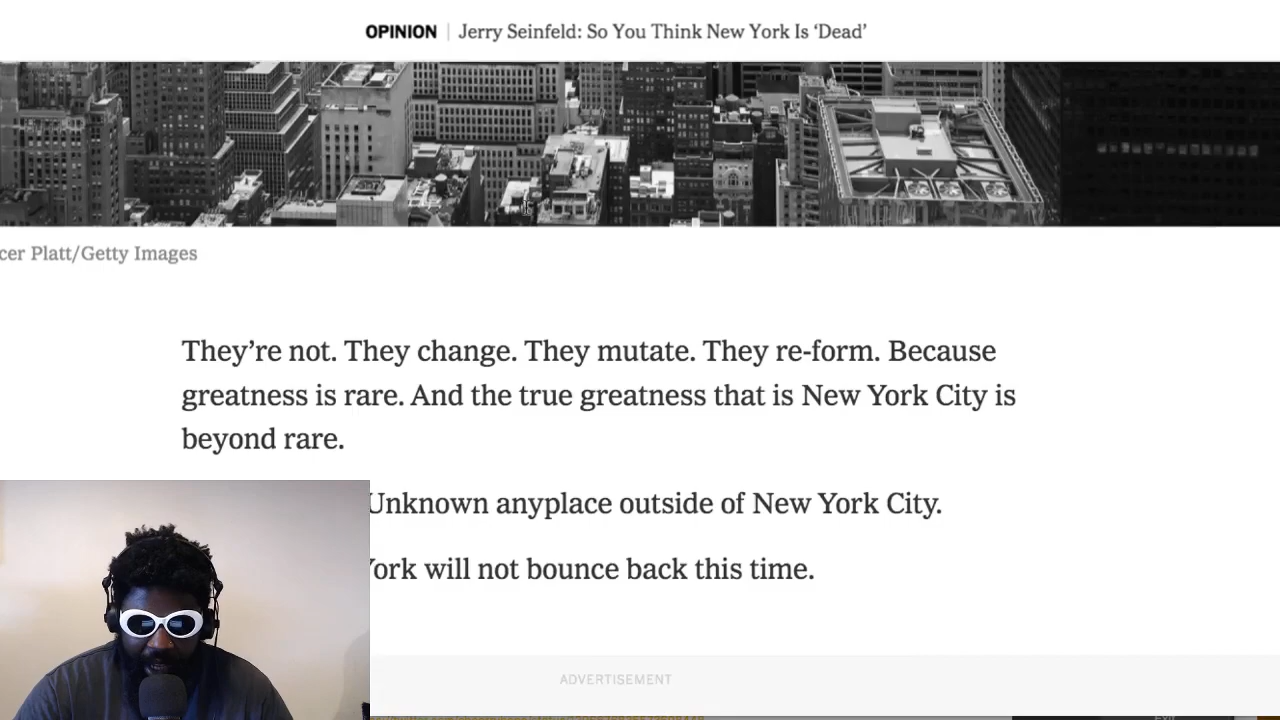 OPINION | Jerry Seinfeld: So You Think New York Is ‘Dead’
cer Platt/Getty Images
They’re not. They change. They mutate. They re-form. Because
greatness is rare. And the true greatness that is New York City is
beyond rare.
Unknown anyplace outside of New York City.
York will not bounce back this time.
ADVERTISEMENT